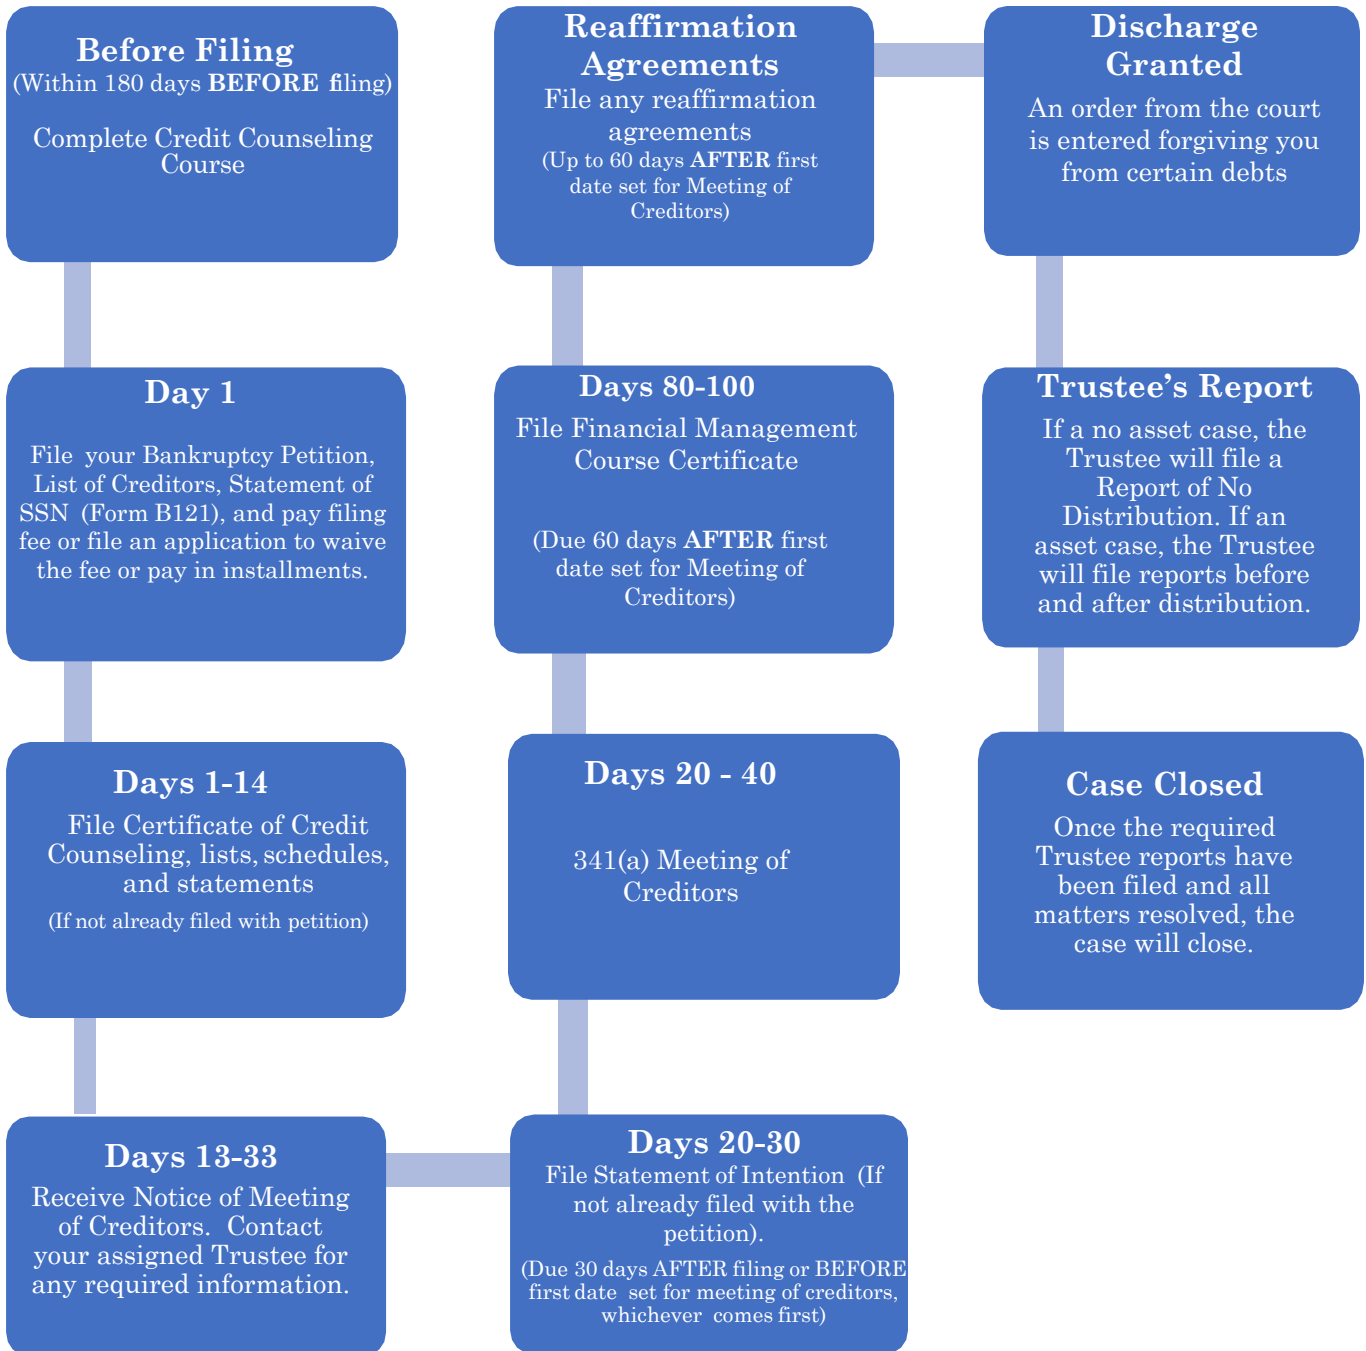 Before Filing
(Within 180 days BEFORE filing)
Complete Credit Counseling
Course
Day 1
File your Bankruptcy Petition,
List of Creditors, Statement of
SSN (Form B121), and pay filing
fee or file an application to waive
the fee or pay in installments.
Days 1-14
File Certificate of Credit
Counseling, lists, schedules,
and statements
(If not already filed with petition)
Days 13-33
Receive Notice of Meeting
of Creditors. Contact
your assigned Trustee for
any required information.
Days 20-30
File Statement of Intention (If
not already filed with the
petition).
(Due 30 days AFTER filing or BEFORE
first date set for meeting of creditors,
whichever comes first)
Days 20 - 40
341(a) Meeting of
Creditors
Days 80-100
File Financial Management
Course Certificate
(Due 60 days AFTER first
date set for Meeting of
Creditors)
Reaffirmation
Agreements
File any reaffirmation
agreements
(Up to 60 days AFTER first
date set for Meeting of
Creditors)
Discharge
Granted
An order from the court
is entered forgiving you
from certain debts
Trustee's Report
If a no asset case, the
Trustee will file a
Report of No
Distribution. If an
asset case, the Trustee
will file reports before
and after distribution.
Case Closed
Once the required
Trustee reports have
been filed and all
matters resolved, the
case will close.